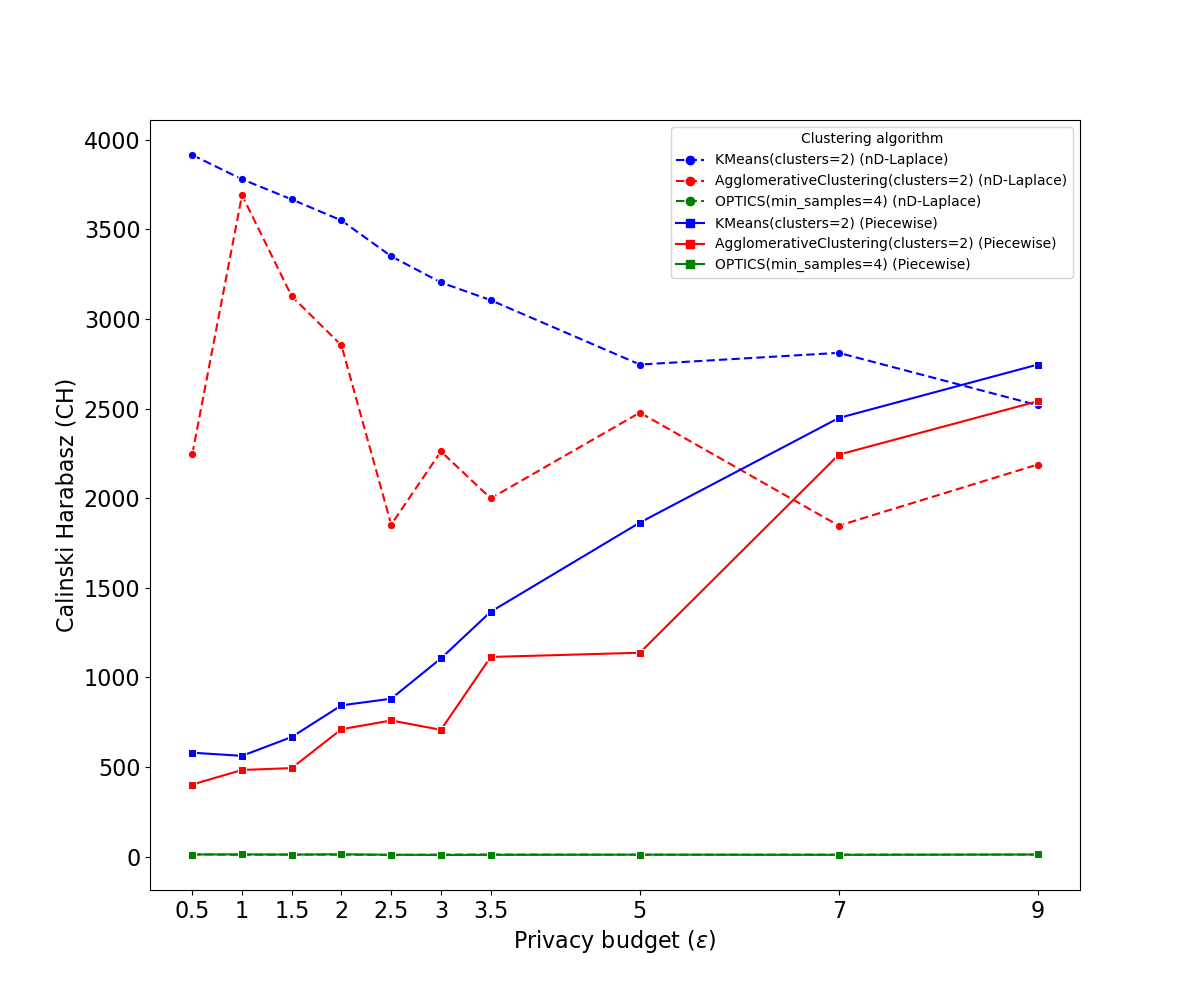 Clustering algorithm
KMeans(clusters=2) (nD-Laplace)
AgglomerativeClustering(clusters=2) (nD-Laplace)
OPTICS(min_samples=4) (nD-Laplace)
KMeans(clusters=2) (Piecewise)
AgglomerativeClustering(clusters=2) (Piecewise)
OPTICS(min_samples=4) (Piecewise)
Calinski Harabasz (CH)
4000
3500
3000
2500
2000
1500
1000
500
0
0.5 1 1.5 2 2.5 3 3.5 5 7 9
Privacy budget (ε)